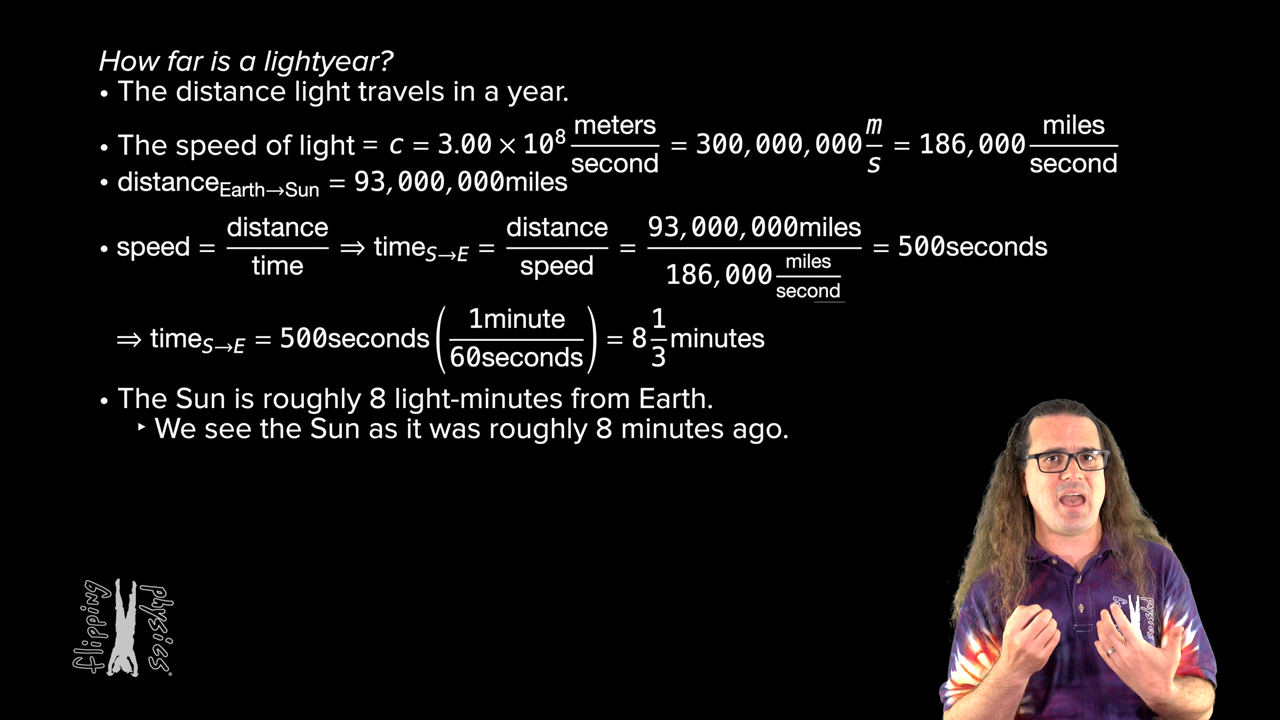 How far is a lightyear?
• The distance light travels in a year.
• The speed of light = c = 3.00 × 10⁸ meters/second = 300,000,000 m/s = 186,000 miles/second
• distance_Earth→Sun = 93,000,000miles
• speed = distance/time ⇒ time_S→E = distance/speed = 93,000,000miles/(186,000 miles/second) = 500seconds
⇒ time_S→E = 500seconds (1minute/60seconds) = 8 1/3 minutes
• The Sun is roughly 8 light-minutes from Earth.
‣ We see the Sun as it was roughly 8 minutes ago.
flipping physics
physics